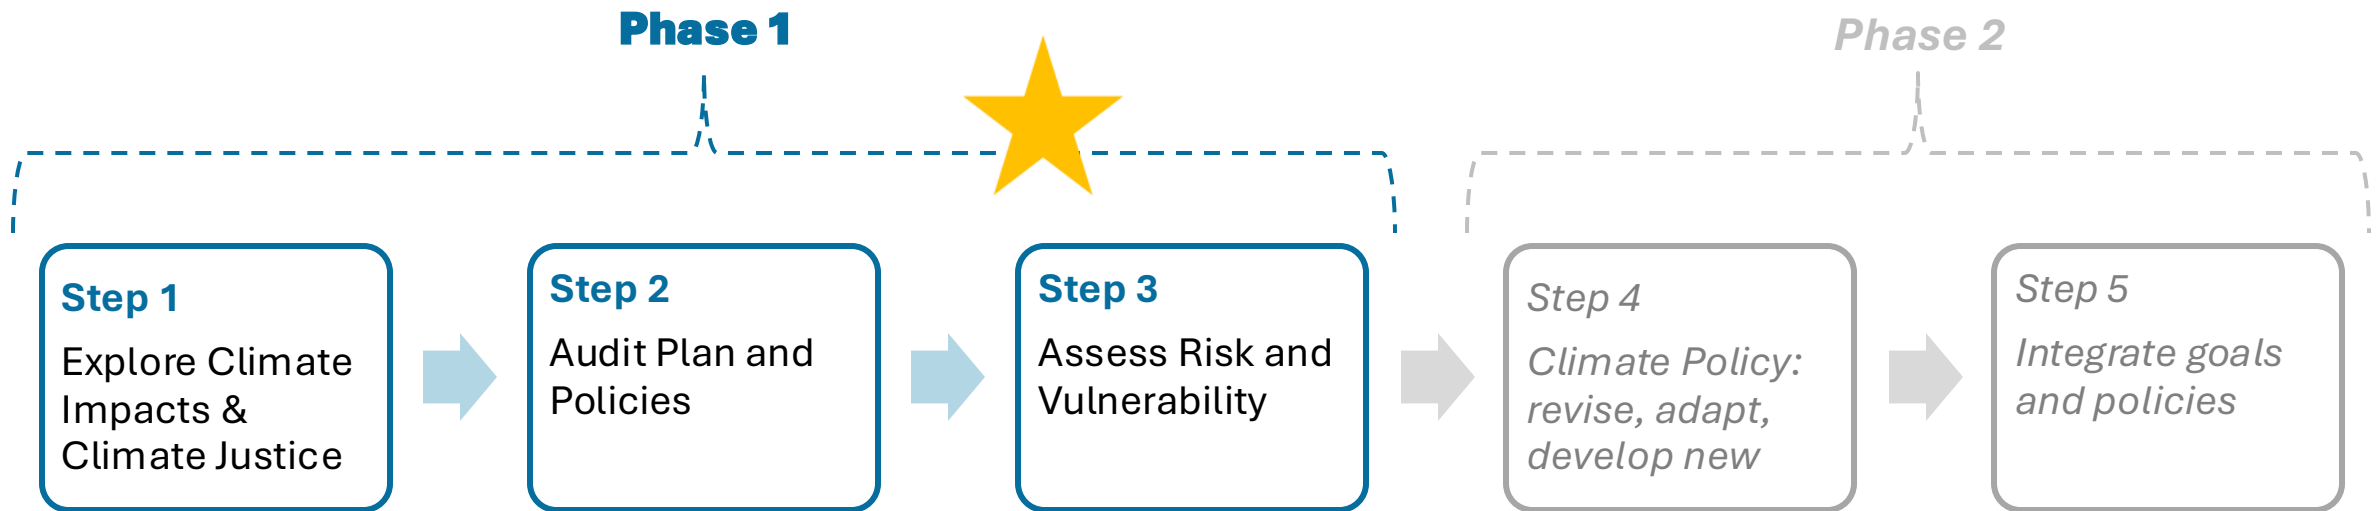 Phase 1
Phase 2
Step 1
Explore Climate
Impacts &
Climate Justice
Step 2
Audit Plan and
Policies
Step 3
Assess Risk and
Vulnerability
Step 4
Climate Policy:
revise, adapt,
develop new
Step 5
Integrate goals
and policies